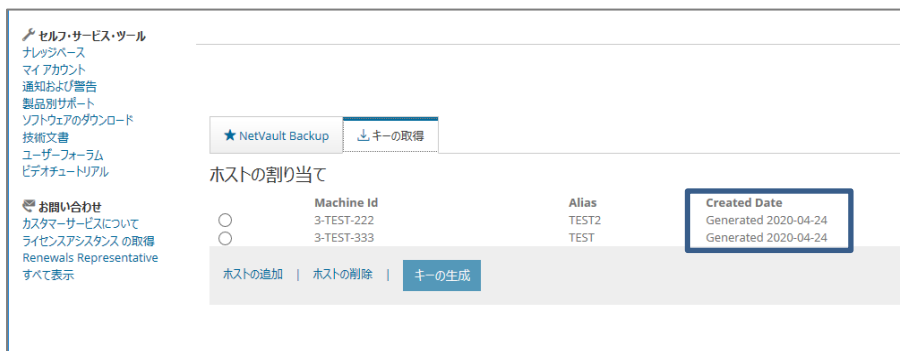 セルフ・サービス・ツール
ナレッジベース
マイ アカウント
通知および警告
製品別サポート
ソフトウェアのダウンロード
技術文書
ユーザーフォーラム
ビデオチュートリアル
お問い合わせ
カスタマーサービスについて
ライセンスアシスタンス の取得
Renewals Representative
すべて表示
NetVault Backup キーの取得
ホストの割り当て
Machine Id Alias Created Date
3-TEST-222 TEST2 Generated 2020-04-24
3-TEST-333 TEST Generated 2020-04-24
ホストの追加 | ホストの削除 | キーの生成